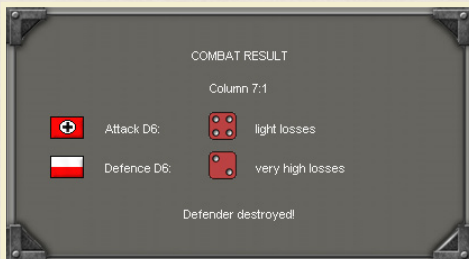 COMBAT RESULT
Column 7:1
Attack D6: light losses
Defence D6: very high losses
Defender destroyed!